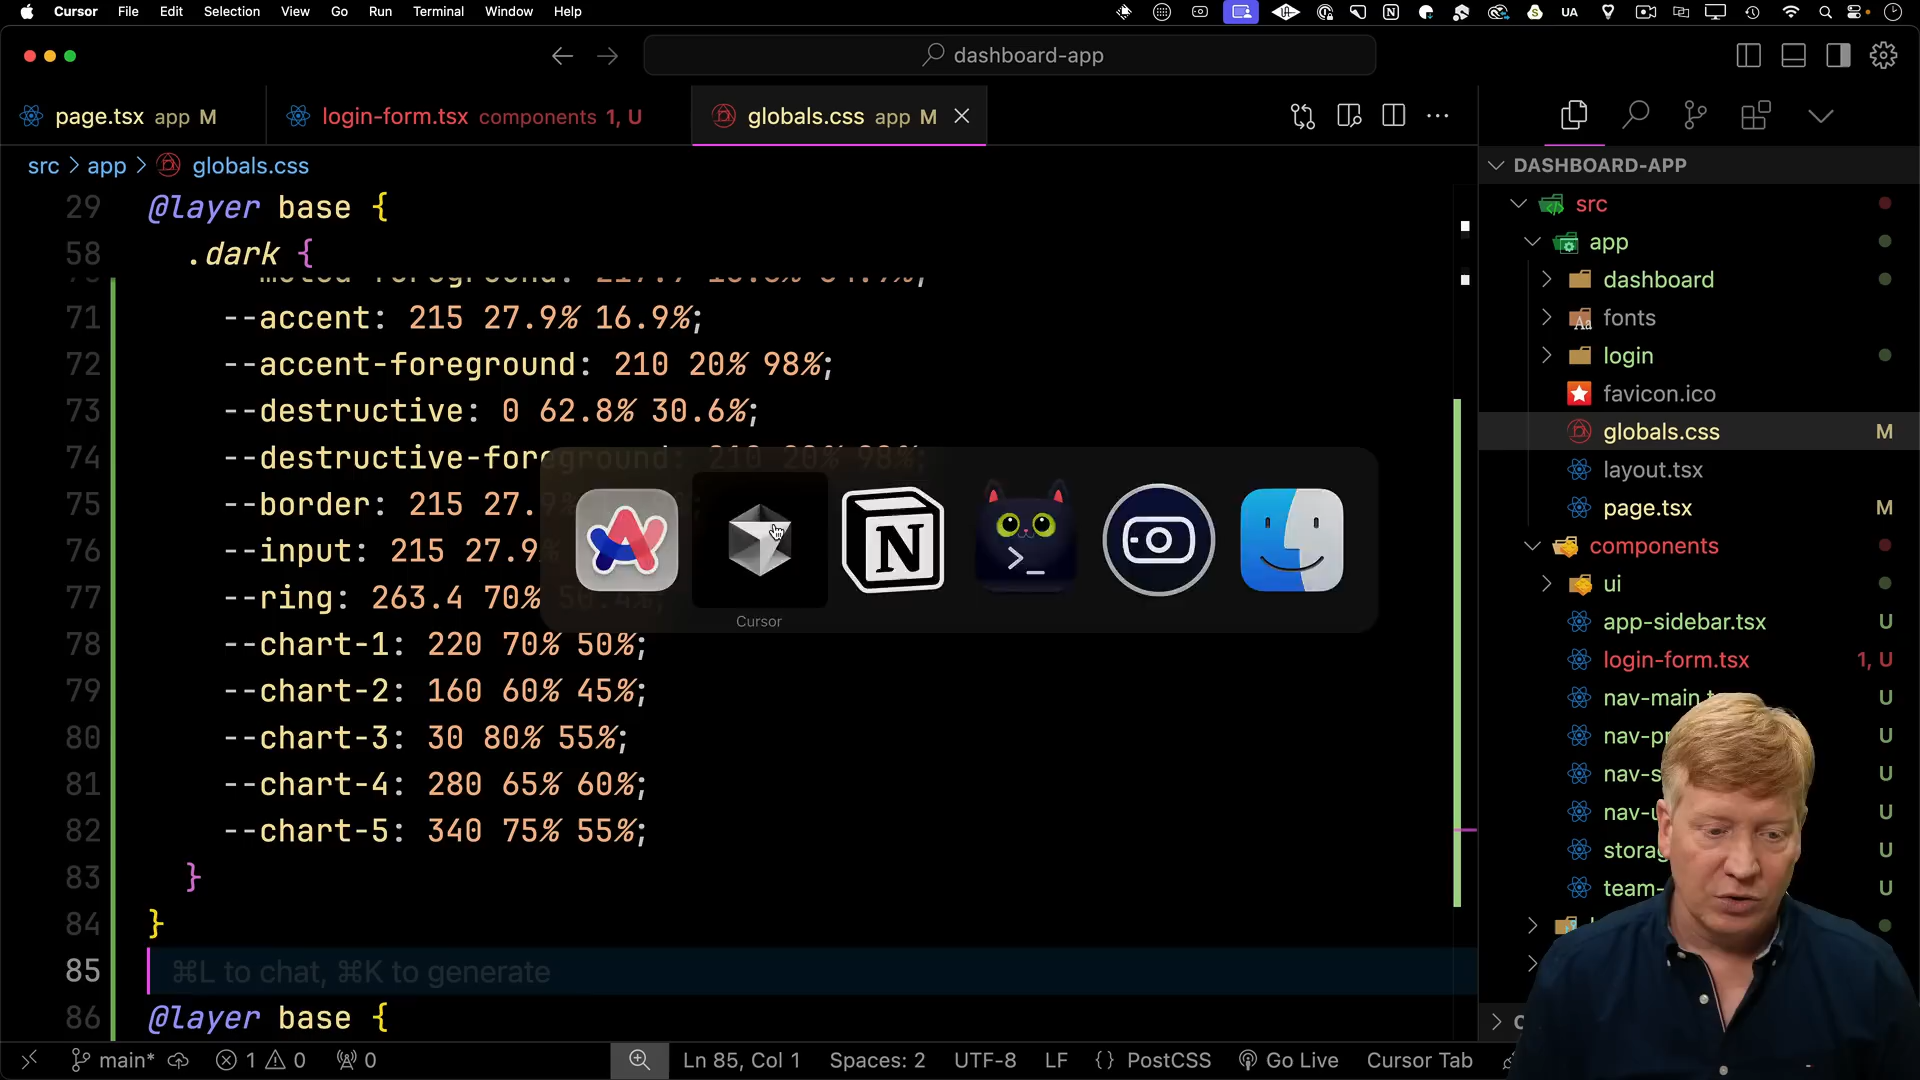 Cursor File Edit Selection View Go Run Terminal Window Help
UA
dashboard-app
page.tsx app M
login-form.tsx components 1, U
globals.css app M
src > app > globals.css
29 @layer base {
58 .dark {
71 --accent: 215 27.9% 16.9%;
72 --accent-foreground: 210 20% 98%;
73 --destructive: 0 62.8% 30.6%;
74 --destructive-foreground: 210 20% 98%;
75 --border: 215 27.9
76 --input: 215 27.9%
77 --ring: 263.4 70% 50.4%;
78 --chart-1: 220 70% 50%;
79 --chart-2: 160 60% 45%;
80 --chart-3: 30 80% 55%;
81 --chart-4: 280 65% 60%;
82 --chart-5: 340 75% 55%;
83 }
84 }
85 ⌘L to chat, ⌘K to generate
86 @layer base {
N
Cursor
DASHBOARD-APP
src
app
dashboard
fonts
login
favicon.ico
globals.css M
layout.tsx
page.tsx M
components
ui
app-sidebar.tsx U
login-form.tsx 1, U
nav-main.t U
nav-pr U
nav-s U
nav-u U
storag U
team- U
main* 1 0 0
Ln 85, Col 1 Spaces: 2 UTF-8 LF {} PostCSS Go Live Cursor Tab